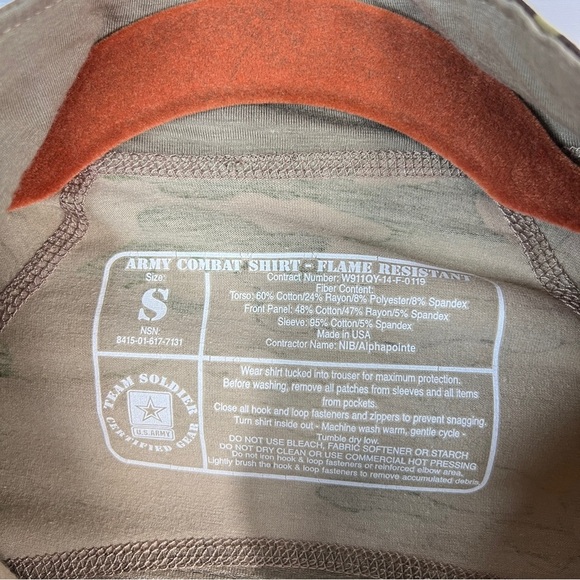 ARMY COMBAT SHIRT - FLAME RESISTANT
Size:
S
NSN:
8415-01-617-7131
Contract Number: W911QY-14-F-0119
Fiber Content:
Torso: 60% Cotton/24% Rayon/8% Polyester/8% Spandex
Front Panel: 48% Cotton/47% Rayon/5% Spandex
Sleeve: 95% Cotton/5% Spandex
Made in USA
Contractor Name: NIB/Alphapointe
TEAM SOLDIER
U.S. ARMY
CERTIFIED GEAR
Wear shirt tucked into trouser for maximum protection.
Before washing, remove all patches from sleeves and all items
from pockets.
Close all hook and loop fasteners and zippers to prevent snagging.
Turn shirt inside out - Machine wash warm, gentle cycle -
Tumble dry low.
DO NOT USE BLEACH, FABRIC SOFTENER OR STARCH
DO NOT DRY CLEAN OR USE COMMERCIAL HOT PRESSING
Do not iron hook & loop fasteners or reinforced elbow area.
Lightly brush the hook & loop fasteners to remove accumulated debris.